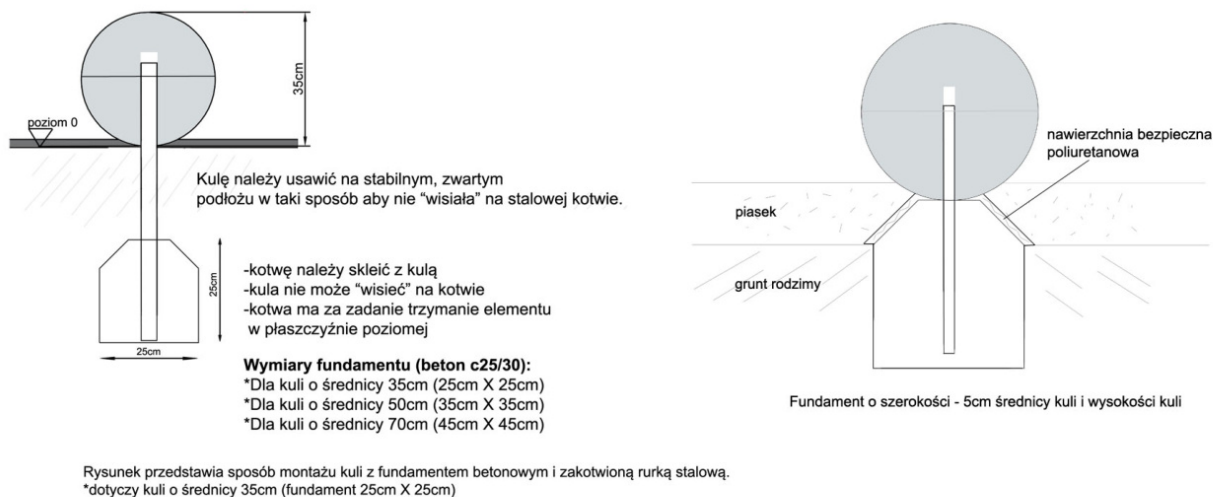 35cm
poziom 0
Kulę należy usawić na stabilnym, zwartym
podłożu w taki sposób aby nie “wisiała” na stalowej kotwie.
25cm
25cm
-kotwę należy skleić z kulą
-kula nie może “wisieć” na kotwie
-kotwa ma za zadanie trzymanie elementu
w płaszczyźnie poziomej
Wymiary fundamentu (beton c25/30):
*Dla kuli o średnicy 35cm (25cm X 25cm)
*Dla kuli o średnicy 50cm (35cm X 35cm)
*Dla kuli o średnicy 70cm (45cm X 45cm)
nawierzchnia bezpieczna
poliuretanowa
piasek
grunt rodzimy
Fundament o szerokości - 5cm średnicy kuli i wysokości kuli
Rysunek przedstawia sposób montażu kuli z fundamentem betonowym i zakotwioną rurką stalową.
*dotyczy kuli o średnicy 35cm (fundament 25cm X 25cm)